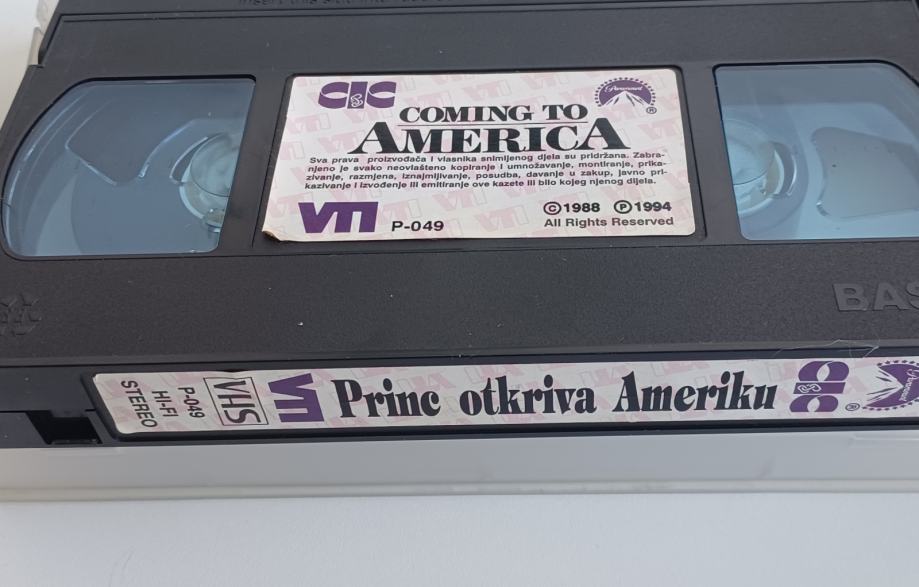 CIC
Paramount
®
COMING TO
AMERICA
Sva prava proizvođača i vlasnika snimljenog djela su pridržana. Zabra-
njeno je svako neovlašteno kopiranje i umnožavanje, montiranje, prika-
zivanje, razmjena, iznajmljivanje, posudba, davanje u zakup, javno pri-
kazivanje i izvođenje ili emitiranje ove kazete ili bilo kojeg njenog dijela.
VTI
P-049
©1988 ℗1994
All Rights Reserved
BAS
STEREO
HI-FI
P-049
VHS
VTI
Princ otkriva Ameriku
CIC
®
Paramount